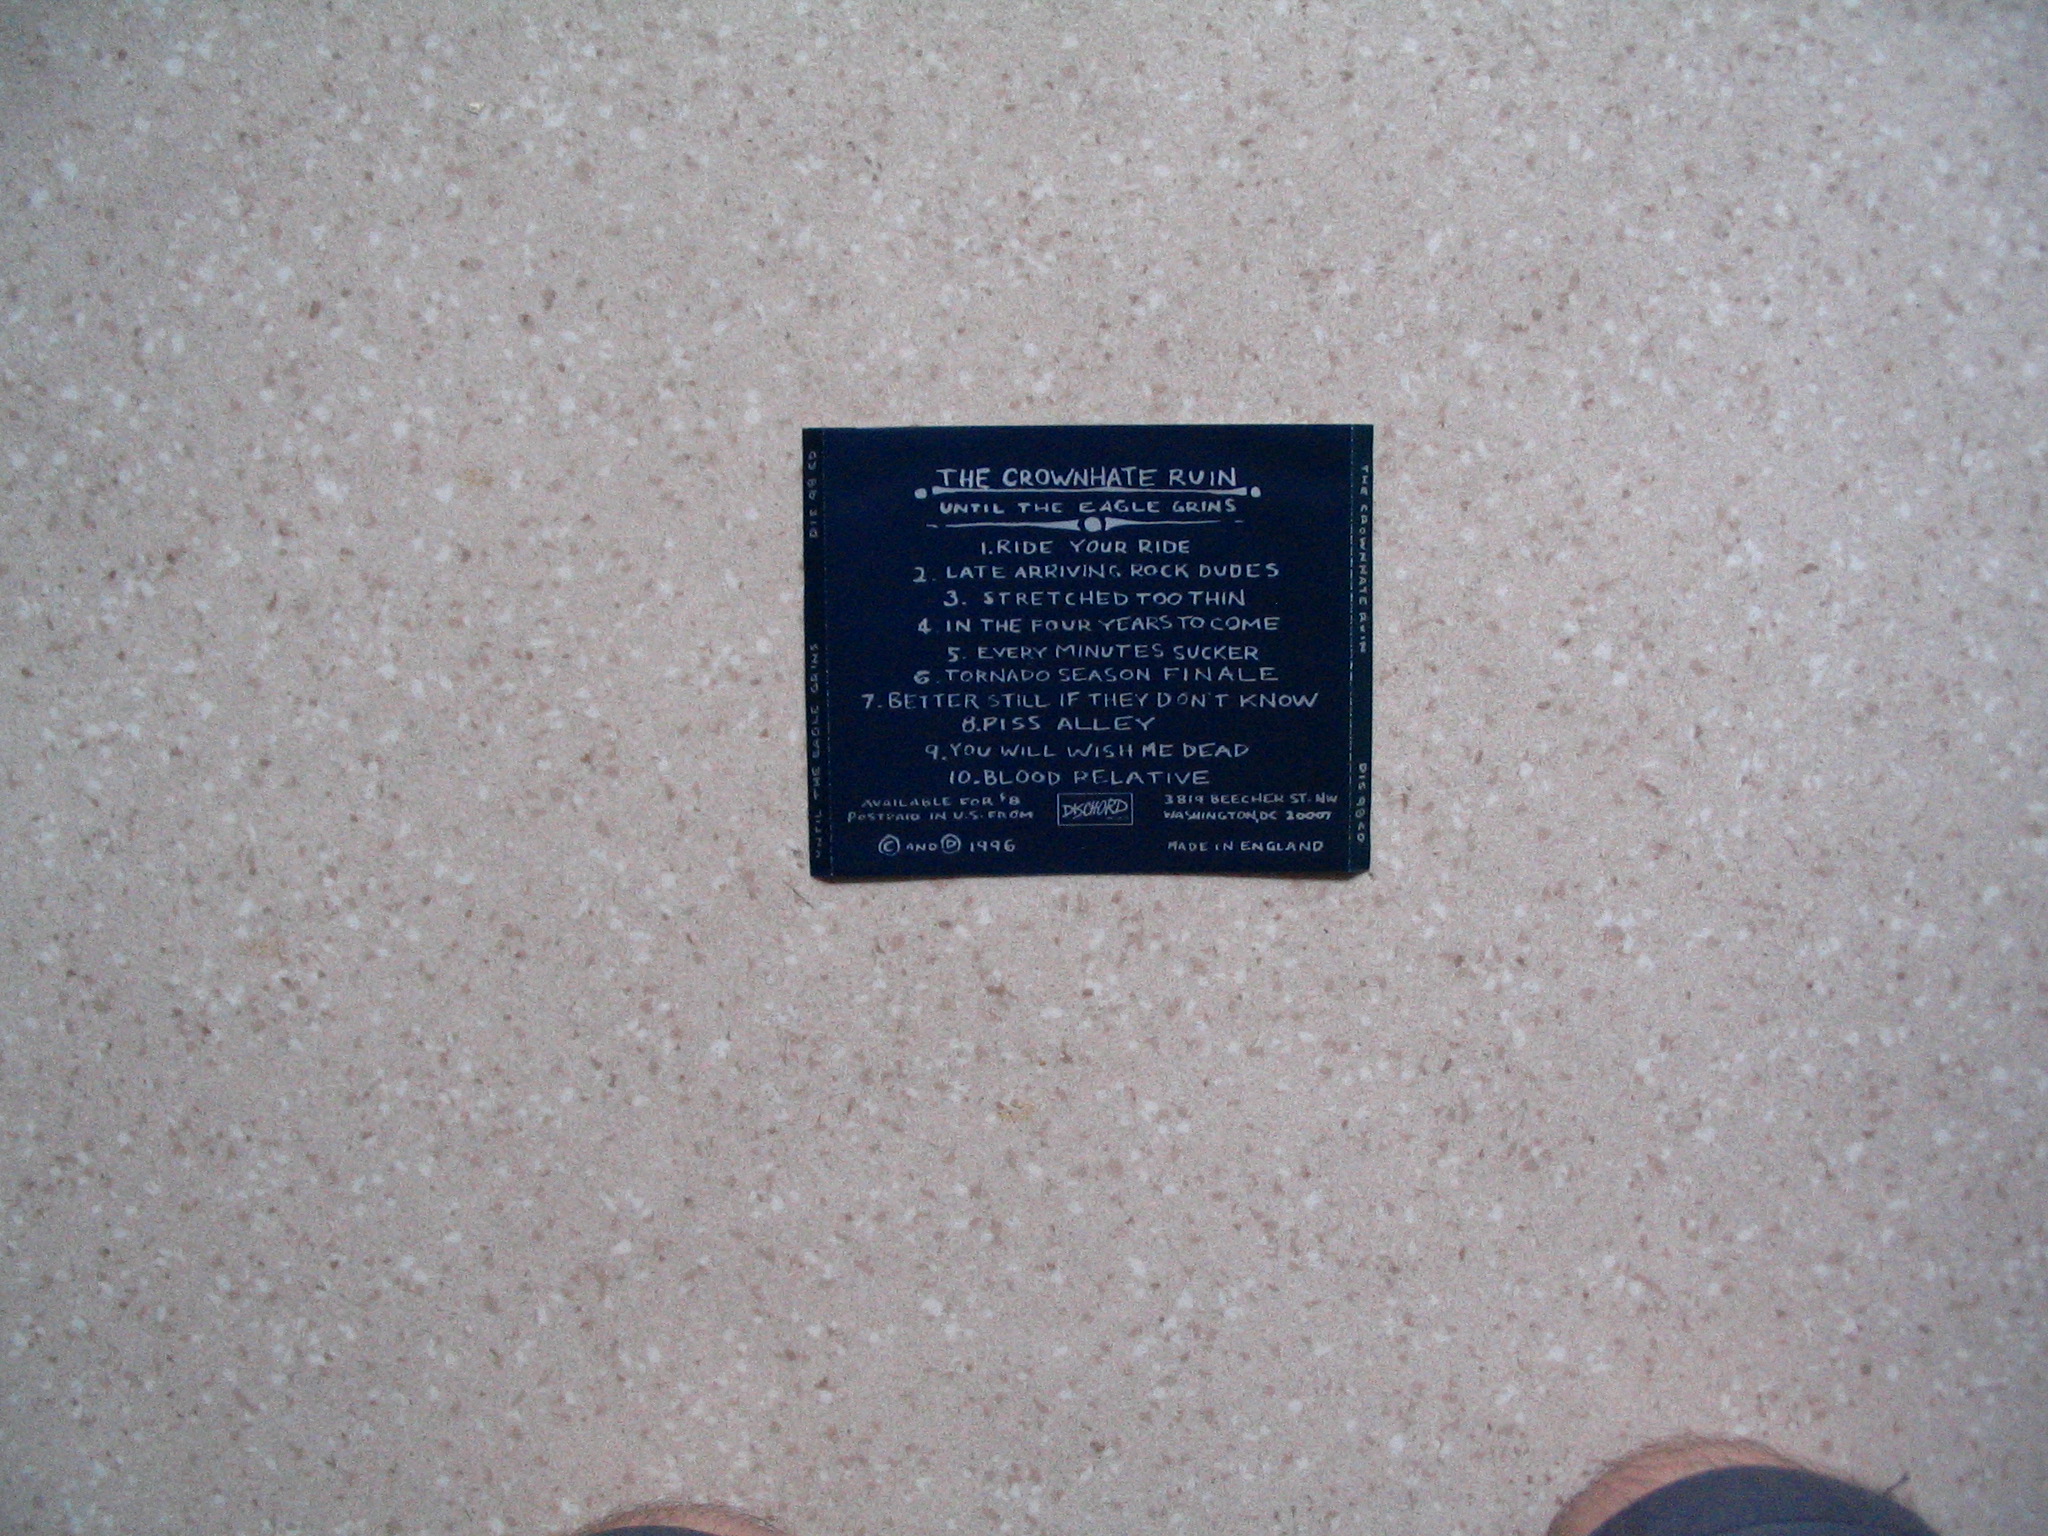 THE CROWNHATE RUIN
UNTIL THE EAGLE GRINS
1. RIDE YOUR RIDE
2. LATE ARRIVING ROCK DUDES
3. STRETCHED TOO THIN
4 IN THE FOUR YEARS TO COME
5. EVERY MINUTES SUCKER
6. TORNADO SEASON FINALE
7. BETTER STILL IF THEY DON'T KNOW
8. PISS ALLEY
9. YOU WILL WISH ME DEAD
10. BLOOD RELATIVE
AVAILABLE FOR $8
POSTPAID IN U.S. FROM
DISCHORD
3819 BEECHER ST. NW
WASHINGTON, DC 20007
© AND Ⓟ 1996
MADE IN ENGLAND
UNTIL THE EAGLE GRINS
THE CROWNHATE RUIN